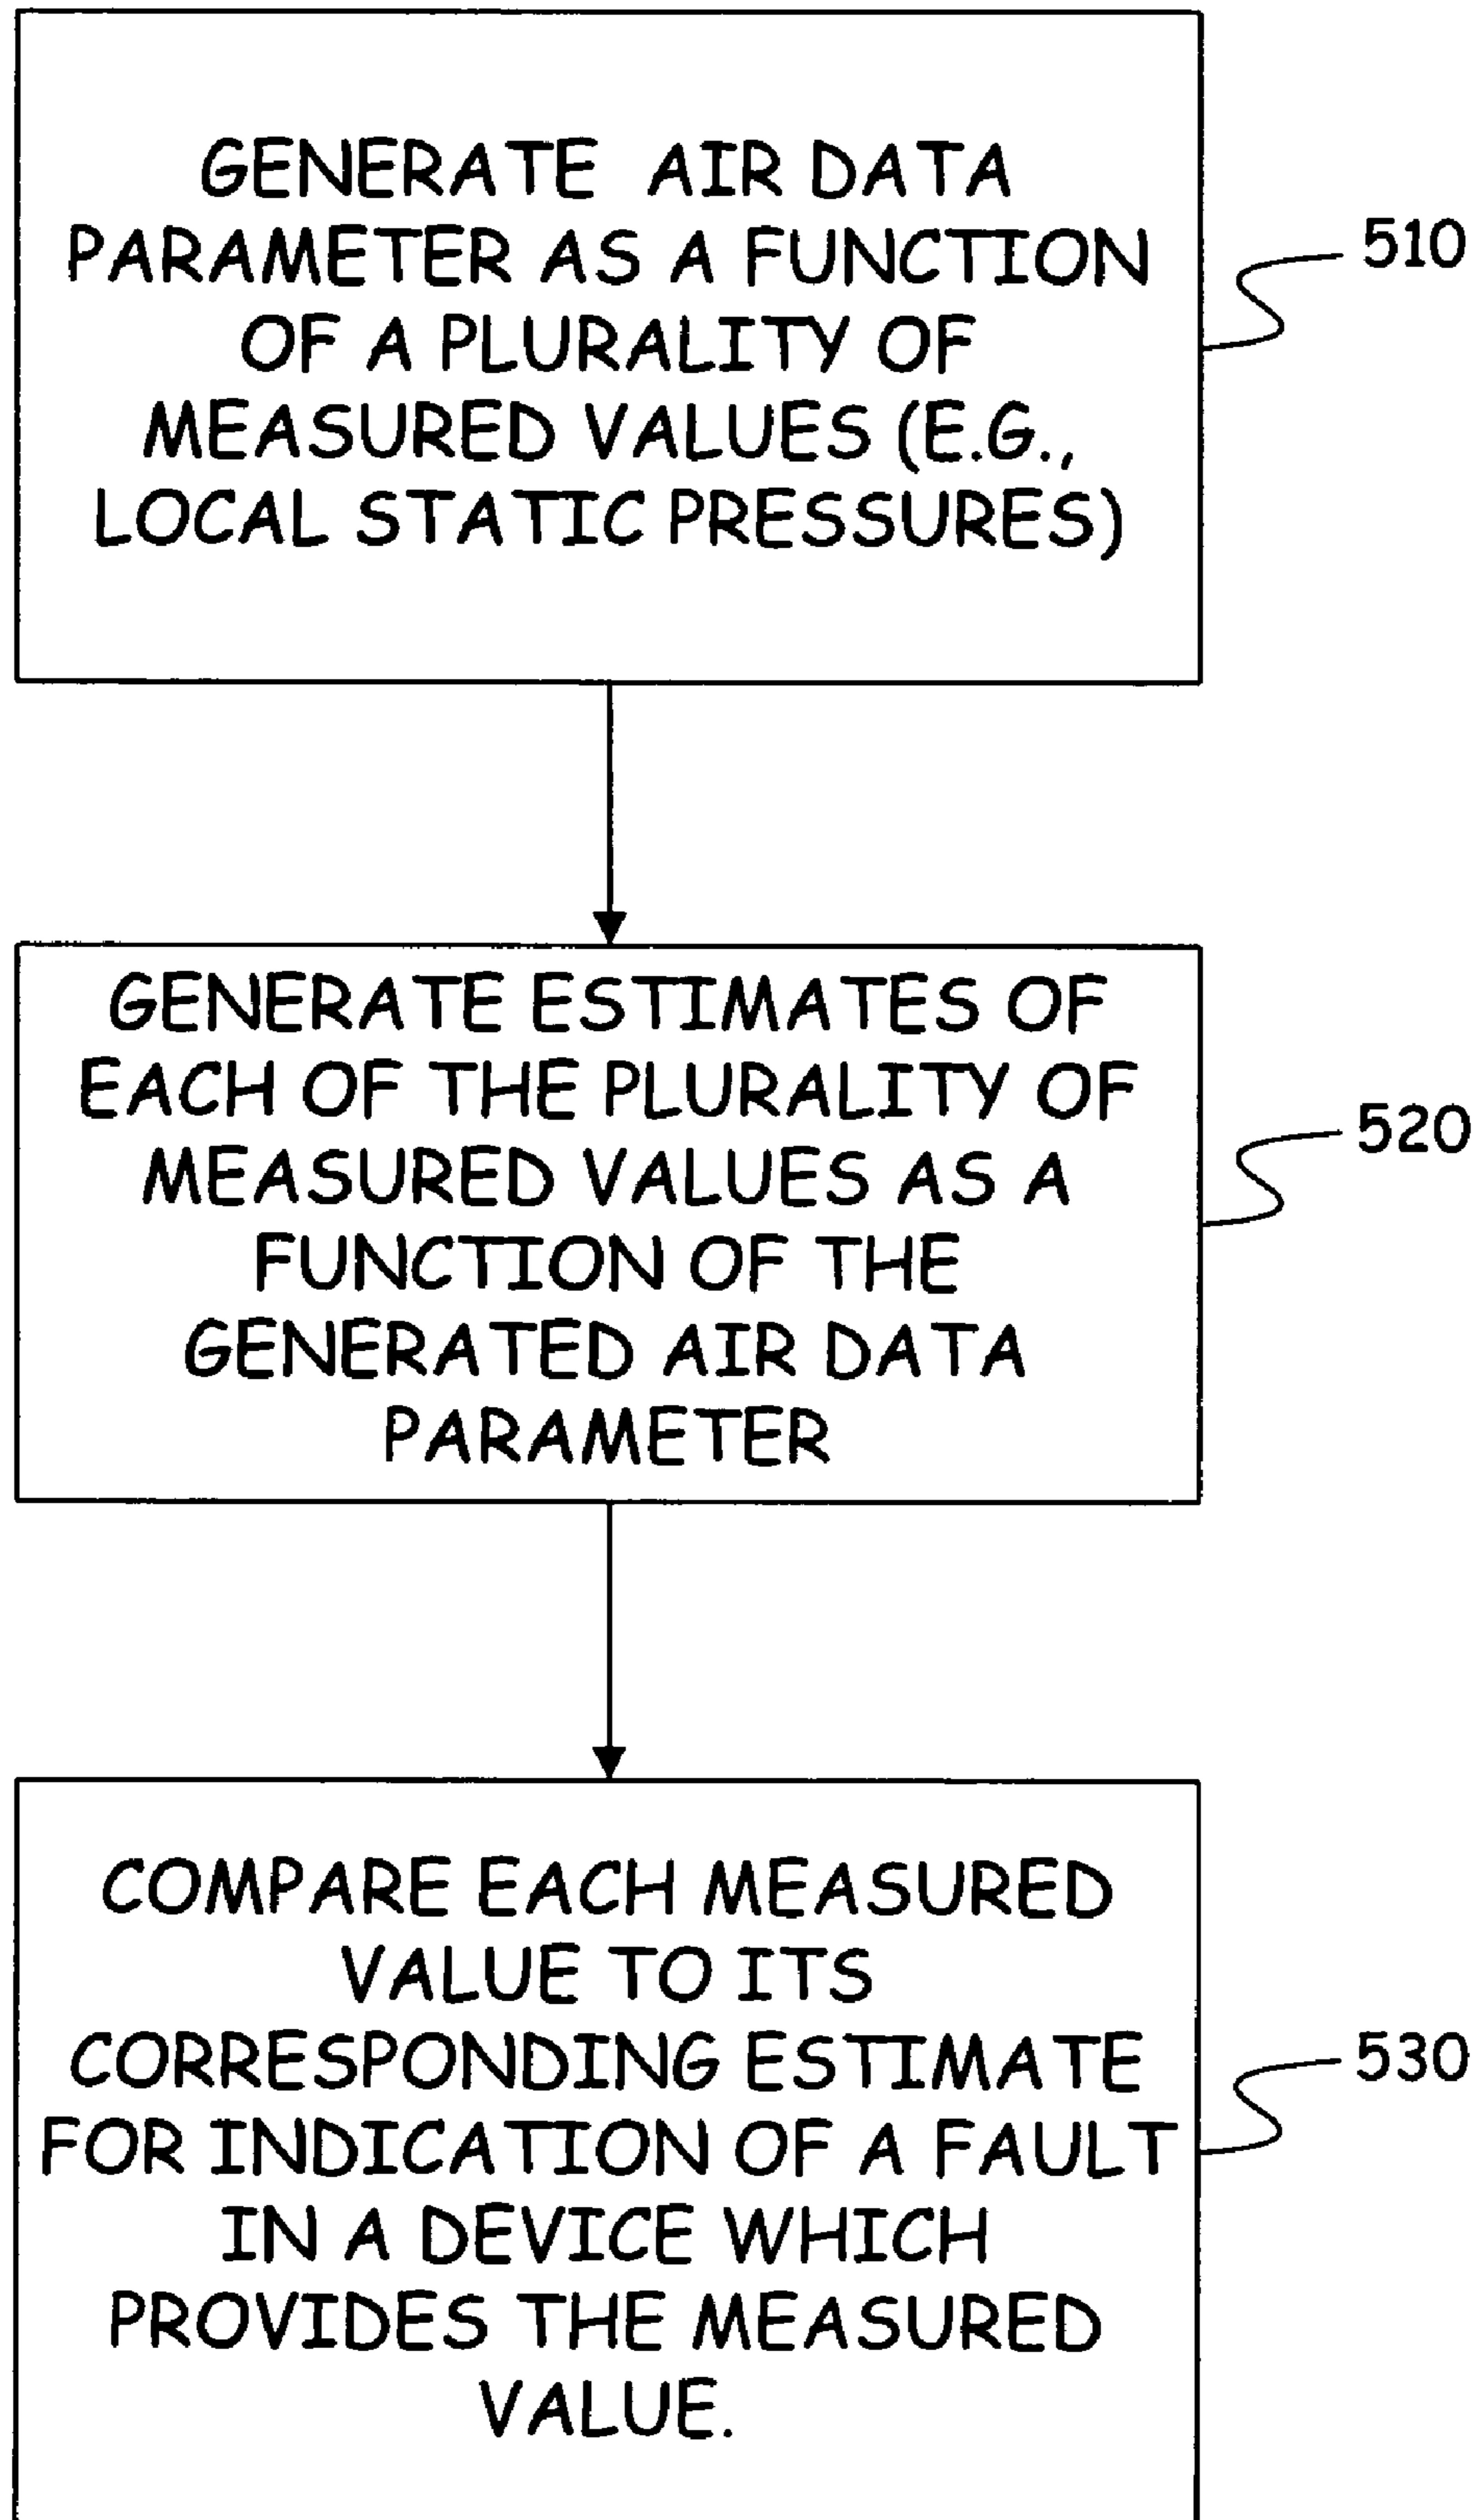 GENERATE AIR DATA
PARAMETER AS A FUNCTION
OF A PLURALITY OF
MEASURED VALUES (E.G.,
LOCAL STATIC PRESSURES)
510
GENERATE ESTIMATES OF
EACH OF THE PLURALITY OF
MEASURED VALUES AS A
FUNCTION OF THE
GENERATED AIR DATA
PARAMETER
520
COMPARE EACH MEASURED
VALUE TO ITS
CORRESPONDING ESTIMATE
FOR INDICATION OF A FAULT
IN A DEVICE WHICH
PROVIDES THE MEASURED
VALUE.
530